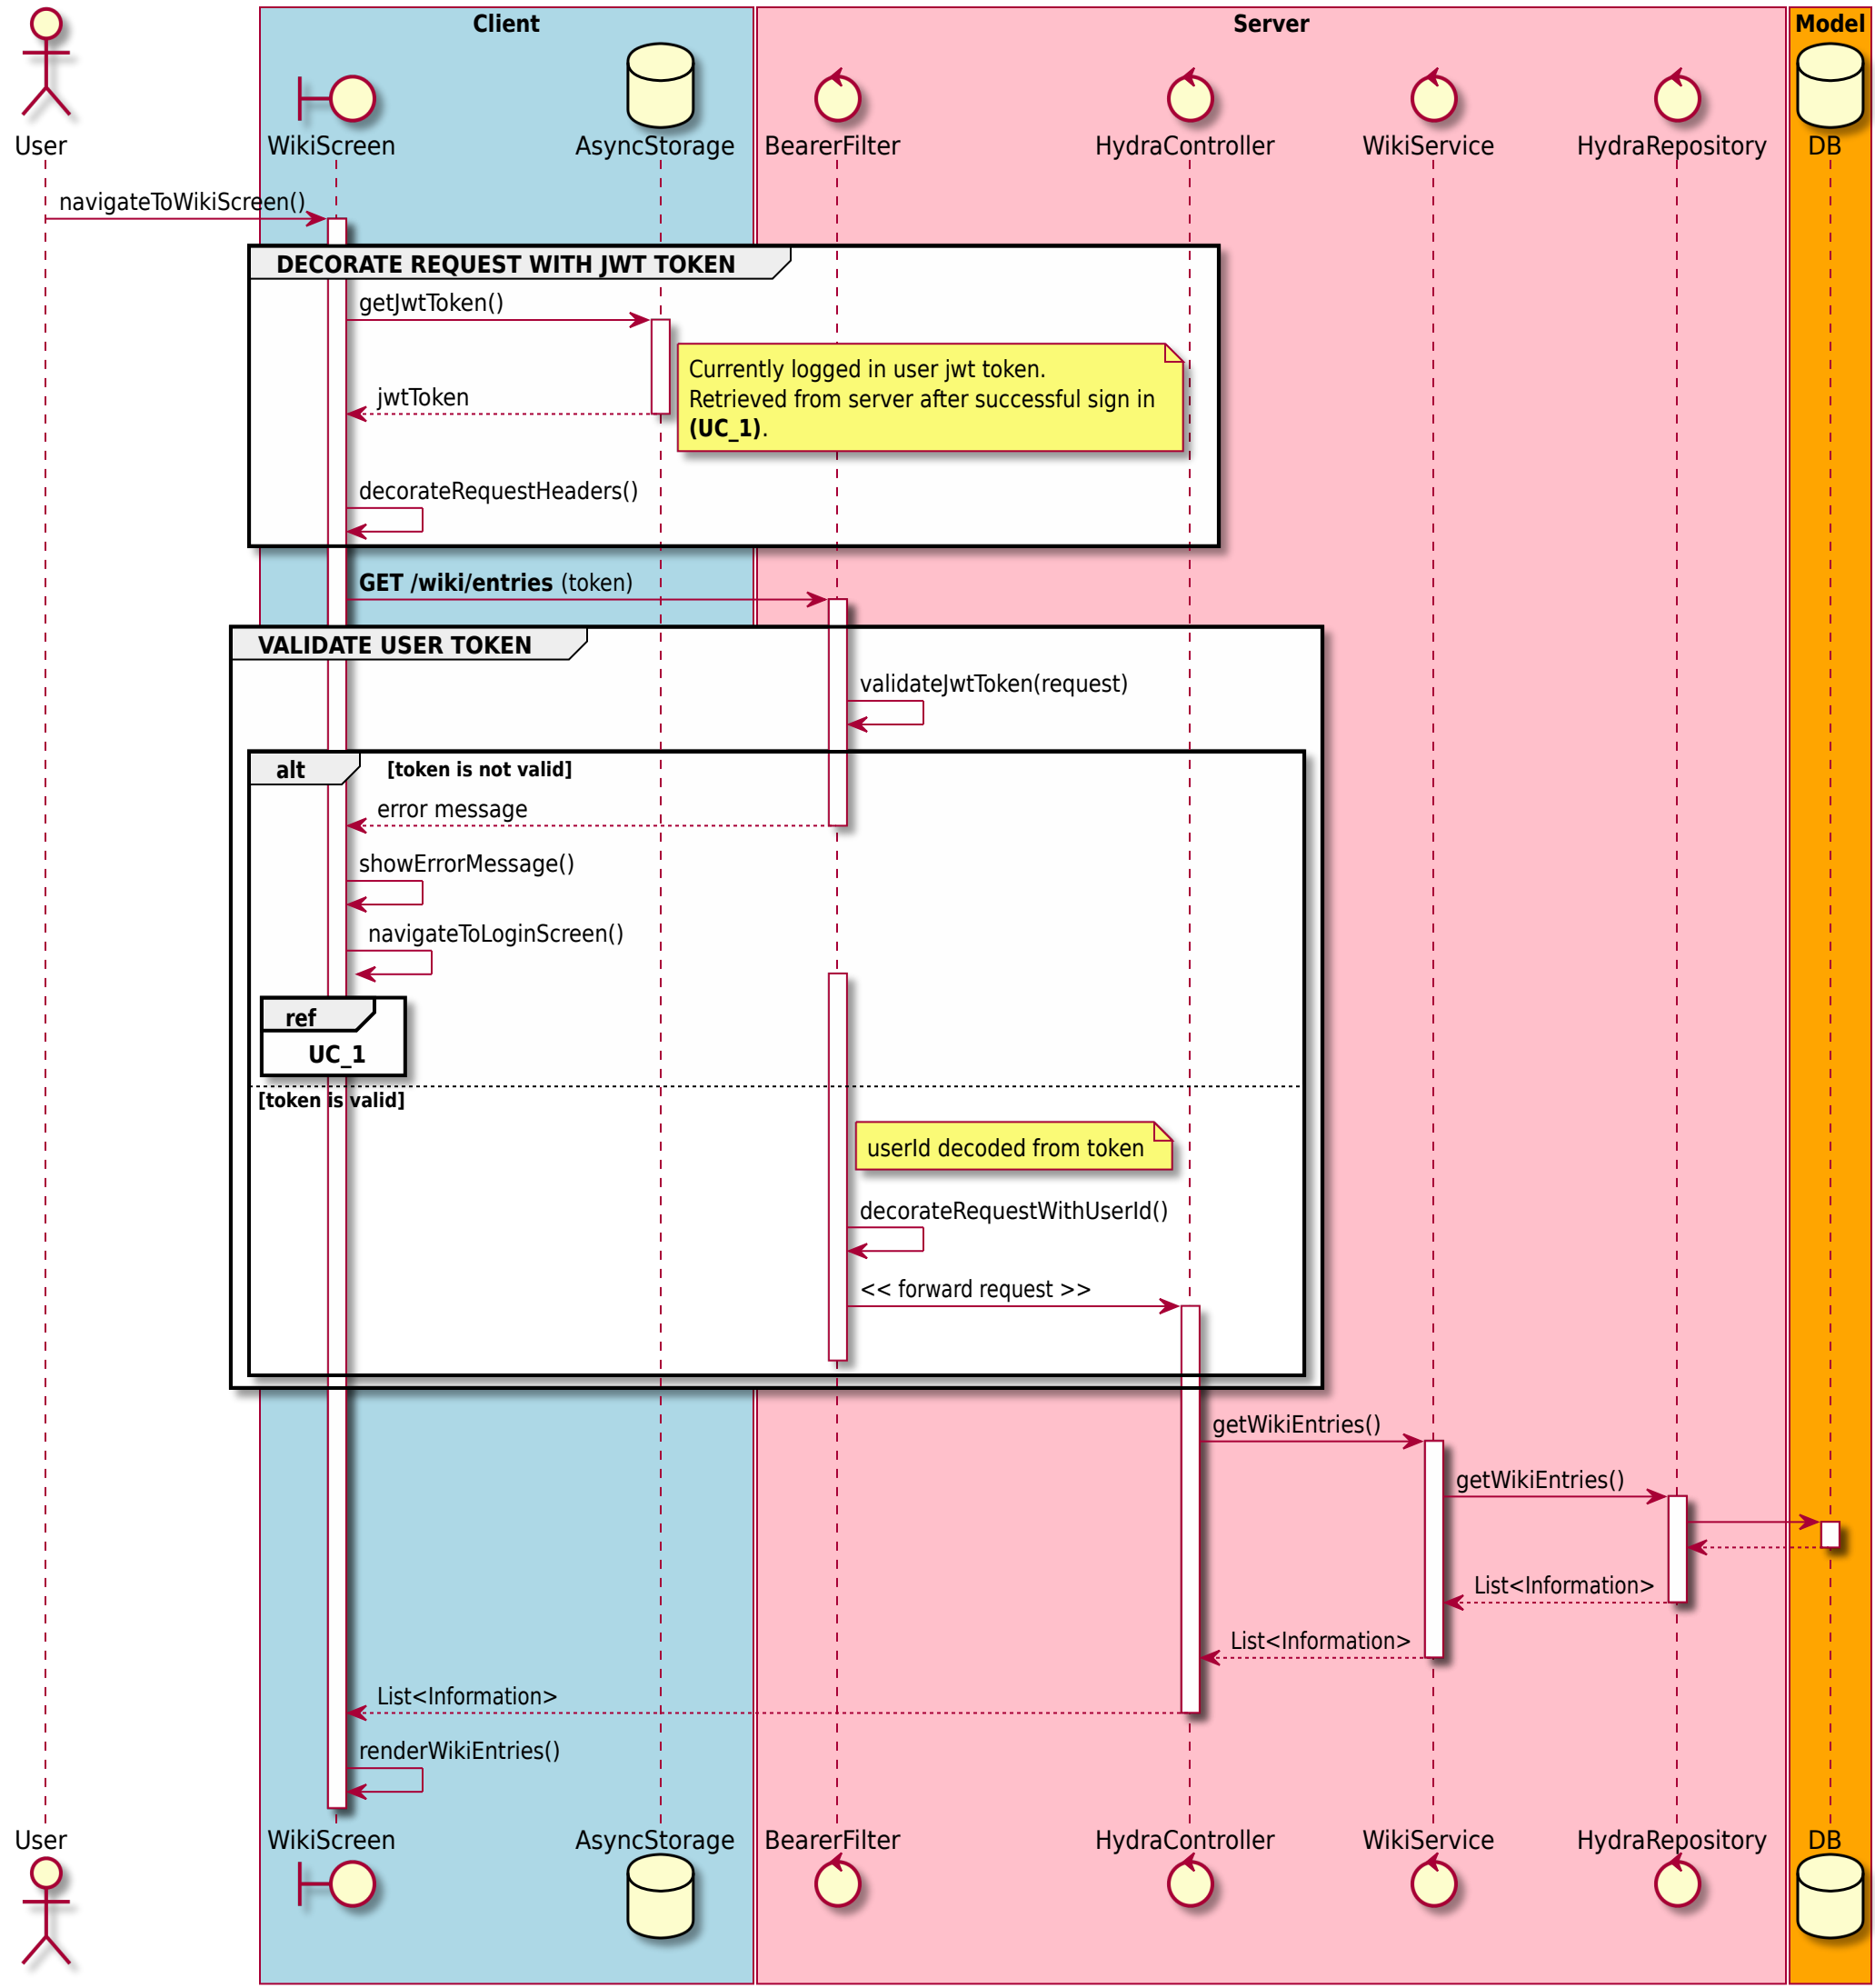 Client
Server
Model
User
WikiScreen
AsyncStorage
BearerFilter
HydraController
WikiService
HydraRepository
DB
navigateToWikiScreen()
DECORATE REQUEST WITH JWT TOKEN
getJwtToken()
Currently logged in user jwt token.
Retrieved from server after successful sign in
(UC_1).
jwtToken
decorateRequestHeaders()
GET /wiki/entries (token)
VALIDATE USER TOKEN
validateJwtToken(request)
alt
[token is not valid]
error message
showErrorMessage()
navigateToLoginScreen()
ref
UC_1
[token is valid]
userId decoded from token
decorateRequestWithUserId()
<< forward request >>
getWikiEntries()
getWikiEntries()
List<Information>
List<Information>
List<Information>
renderWikiEntries()
User
WikiScreen
AsyncStorage
BearerFilter
HydraController
WikiService
HydraRepository
DB